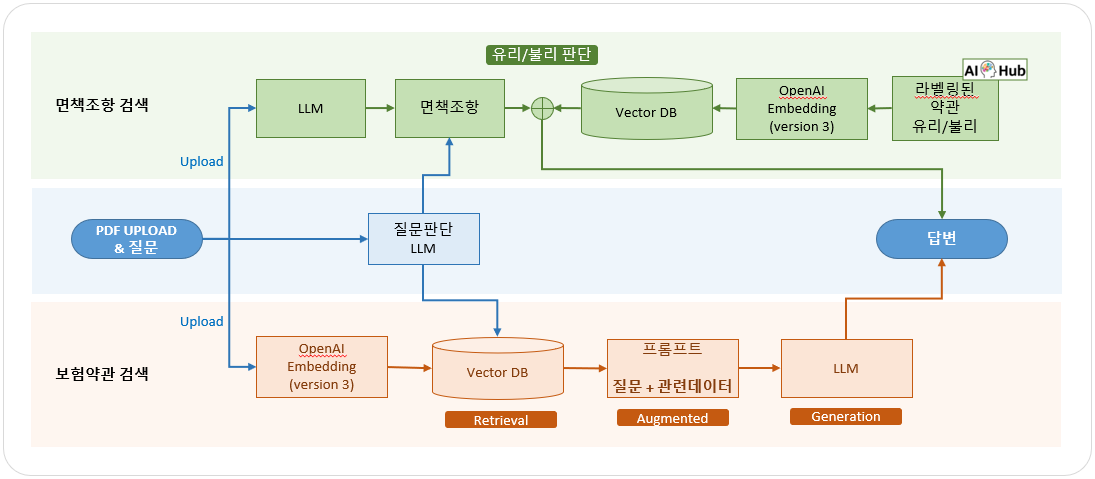 유리/불리 판단
AI Hub
면책조항 검색
LLM
면책조항
Vector DB
OpenAI
Embedding
(version 3)
라벨링된
약관
유리/불리
Upload
PDF UPLOAD
& 질문
질문판단
LLM
답변
Upload
보험약관 검색
OpenAI
Embedding
(version 3)
Vector DB
프롬프트
질문 + 관련데이터
LLM
Retrieval
Augmented
Generation